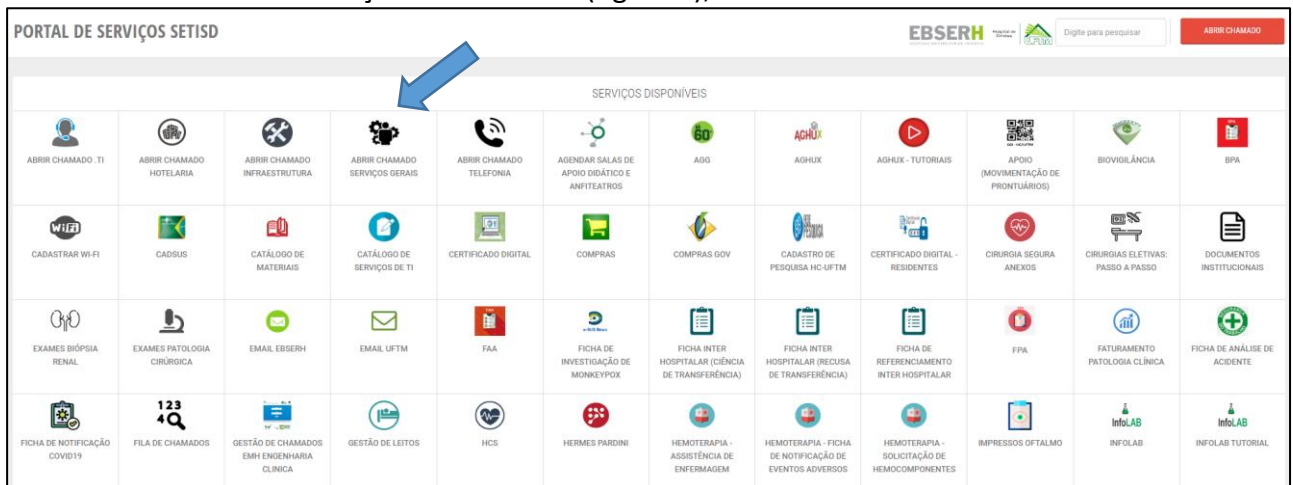 PORTAL DE SERVIÇOS SETISD
EBSERH
Digite para pesquisar
ABRIR CHAMADO
SERVIÇOS DISPONÍVEIS
ABRIR CHAMADO .TI
ABRIR CHAMADO
HOTELARIA
ABRIR CHAMADO
INFRAESTRUTURA
ABRIR CHAMADO
SERVIÇOS GERAIS
ABRIR CHAMADO
TELEFONIA
AGENDAR SALAS DE
APOIO DIDÁTICO E
ANFITEATROS
AGG
AGHUX
AGHUX
AGHUX - TUTORIAIS
APOIO
(MOVIMENTAÇÃO DE
PRONTUÁRIOS)
BIOVIGILÂNCIA
BPA
WiFi
CADASTRAR WI-FI
CADSUS
CATÁLOGO DE
MATERIAIS
CATÁLOGO DE
SERVIÇOS DE TI
CERTIFICADO DIGITAL
COMPRAS
COMPRAS GOV
CADASTRO DE
PESQUISA HC-UFTM
CERTIFICADO DIGITAL -
RESIDENTES
CIRURGIA SEGURA
ANEXOS
CIRURGIAS ELETIVAS:
PASSO A PASSO
DOCUMENTOS
INSTITUCIONAIS
EXAMES BIÓPSIA
RENAL
EXAMES PATOLOGIA
CIRÚRGICA
EMAIL EBSERH
EMAIL UFTM
FAA
FICHA DE
INVESTIGAÇÃO DE
MONKEYPOX
FICHA INTER
HOSPITALAR (CIÊNCIA
DE TRANSFERÊNCIA)
FICHA INTER
HOSPITALAR (RECUSA
DE TRANSFERÊNCIA)
FICHA DE
REFERENCIAMENTO
INTER HOSPITALAR
FPA
FATURAMENTO
PATOLOGIA CLÍNICA
FICHA DE ANÁLISE DE
ACIDENTE
FICHA DE NOTIFICAÇÃO
COVID19
123
4
FILA DE CHAMADOS
GESTÃO DE CHAMADOS
EMH ENGENHARIA
CLINICA
GESTÃO DE LEITOS
HCS
HERMES PARDINI
HEMOTERAPIA -
ASSISTÊNCIA DE
ENFERMAGEM
HEMOTERAPIA - FICHA
DE NOTIFICAÇÃO DE
EVENTOS ADVERSOS
HEMOTERAPIA -
SOLICITAÇÃO DE
HEMOCOMPONENTES
IMPRESSOS OFTALMO
InfoLAB
INFOLAB
InfoLAB
INFOLAB TUTORIAL